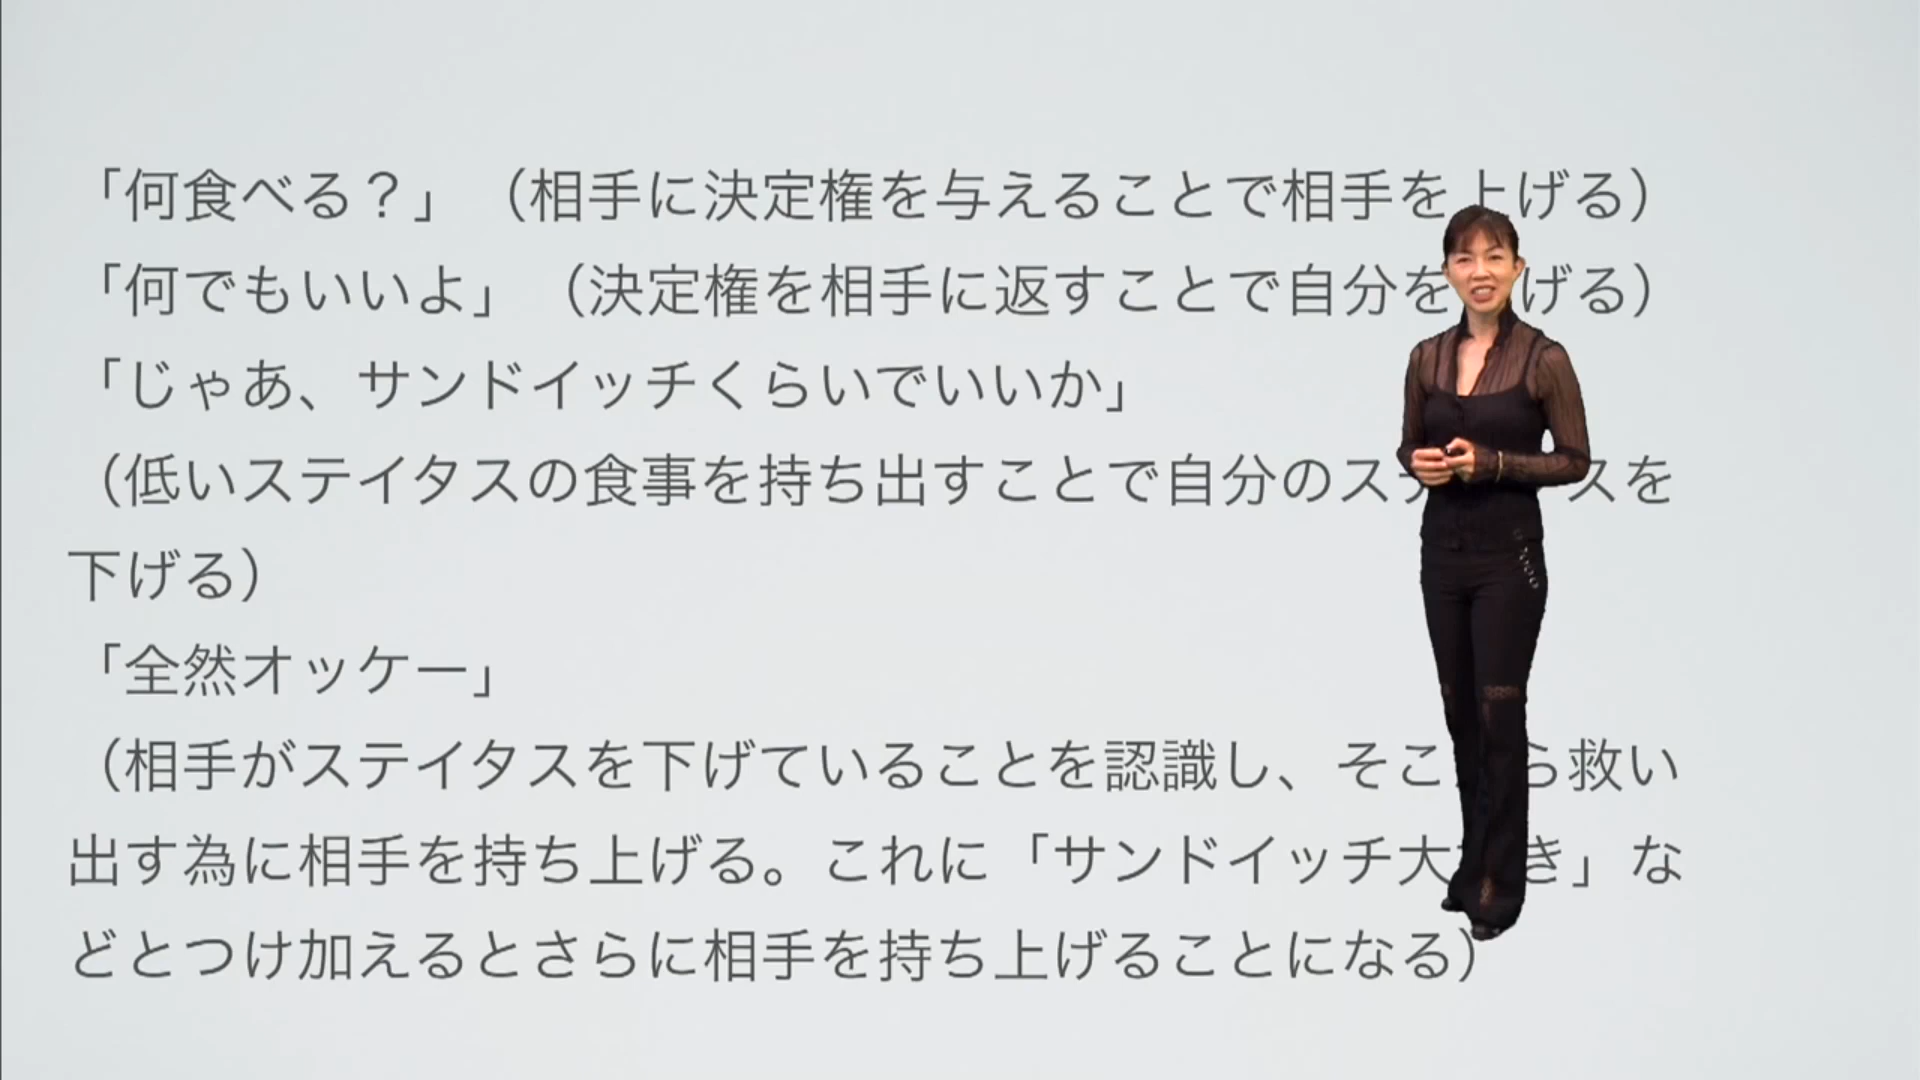 「何食べる？」（相手に決定権を与えることで相手を上げる）
「何でもいいよ」（決定権を相手に返すことで自分を げる）
「じゃあ、サンドイッチくらいでいいか」
（低いステイタスの食事を持ち出すことで自分のステ スを
下げる）
「全然オッケー」
（相手がステイタスを下げていることを認識し、そこ ら救い
出す為に相手を持ち上げる。これに「サンドイッチ大 き」な
どとつけ加えるとさらに相手を持ち上げることになる）